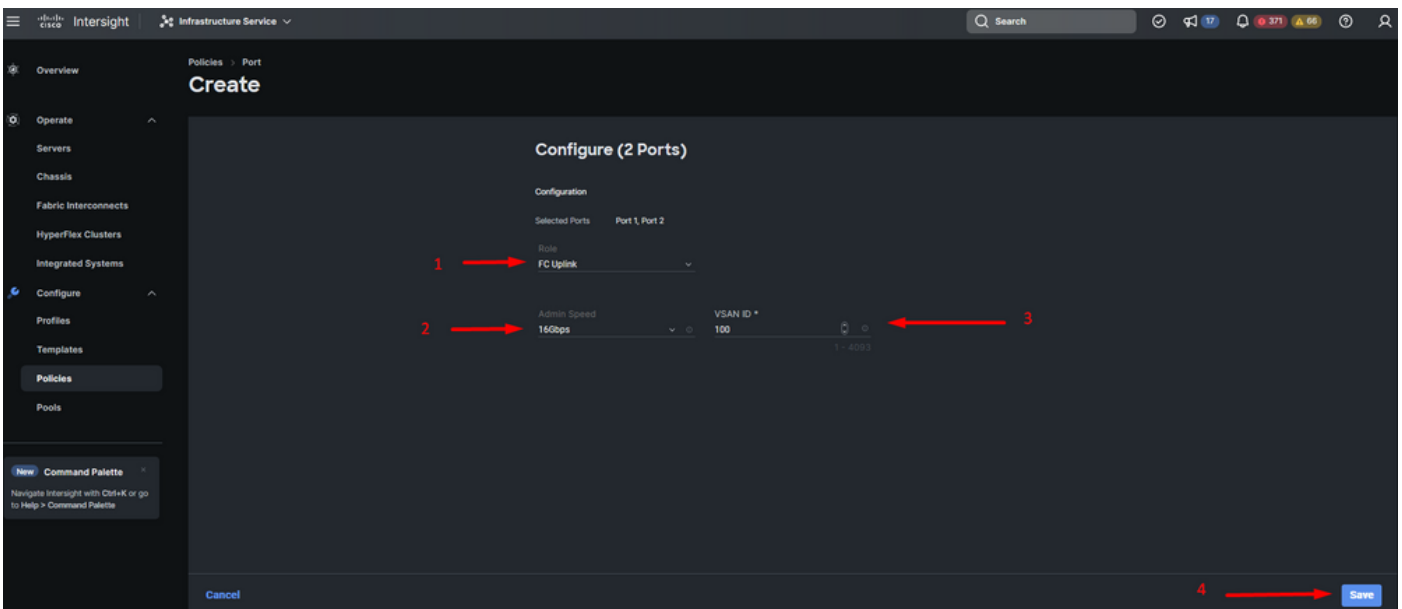 cisco Intersight Infrastructure Service Search 17 371 66
Overview
Policies > Port
Create
Operate
Servers
Chassis
Fabric Interconnects
HyperFlex Clusters
Integrated Systems
Configure
Profiles
Templates
Policies
Pools
New Command Palette
Navigate Intersight with Ctrl+K or go
to Help > Command Palette
Configure (2 Ports)
Configuration
Selected Ports Port 1, Port 2
Role
1 FC Uplink
Admin Speed VSAN ID *
2 16Gbps 100 3
1 - 4093
Cancel 4 Save